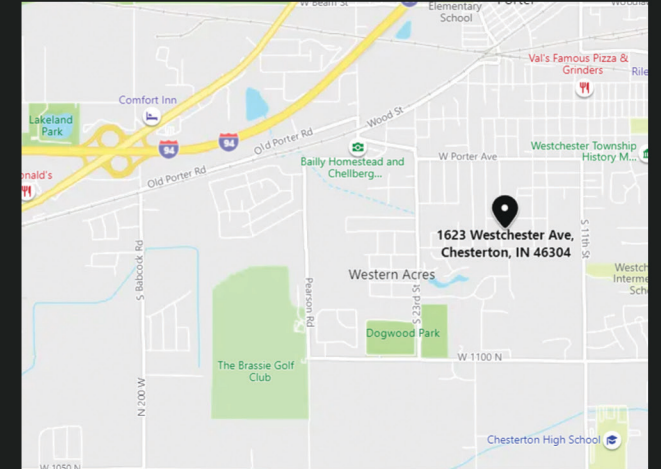 W Beam St
Elementary
School
Porter
Val's Famous Pizza &
Grinders
Rile
Comfort Inn
Lakeland
Park
94
94
Wood St
Old Porter Rd
Old Porter Rd
W Porter Ave
Westchester Township
History M...
Bailly Homestead and
Chellberg...
onald's
1623 Westchester Ave,
Chesterton, IN 46304
S 11th St
S Babcock Rd
Western Acres
Westch
Interme
Sch
Pearson Rd
S 23rd St
Dogwood Park
W 1100 N
The Brassie Golf
Club
N 200 W
Chesterton High School
W 1050 N